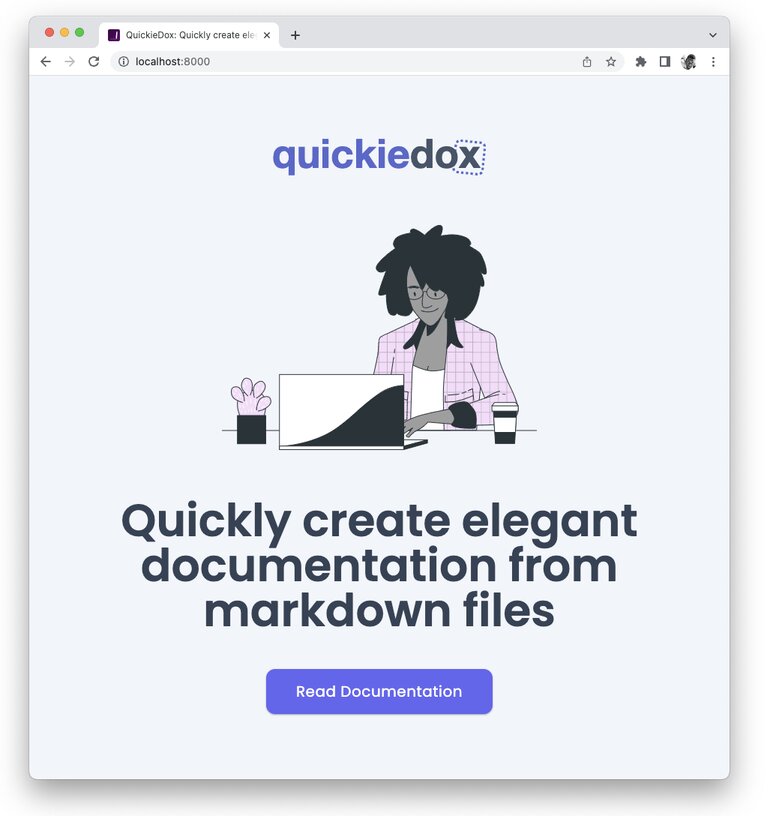 QuickieDox: Quickly create ele
localhost:8000
quickiedox
Quickly create elegant
documentation from
markdown files
Read Documentation